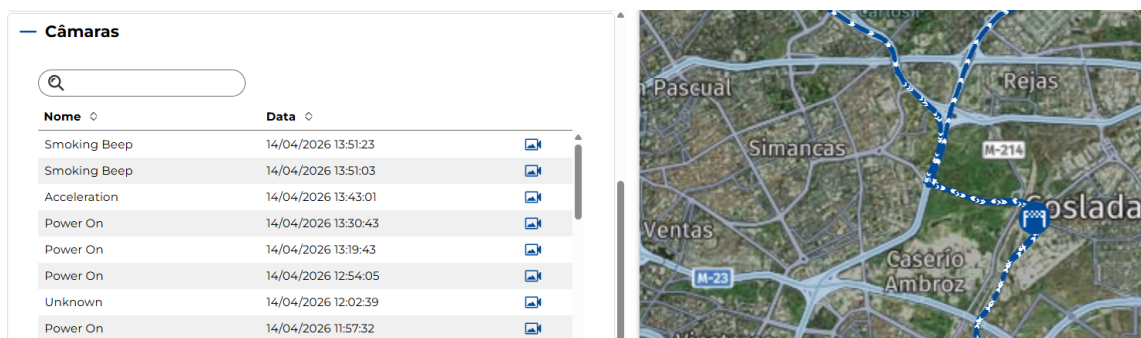 Câmaras
Nome Data
Smoking Beep 14/04/2026 13:51:23
Smoking Beep 14/04/2026 13:51:03
Acceleration 14/04/2026 13:43:01
Power On 14/04/2026 13:30:43
Power On 14/04/2026 13:19:43
Power On 14/04/2026 12:54:05
Unknown 14/04/2026 12:02:39
Power On 14/04/2026 11:57:32
Pascual
Rejas
Simancas
M-214
oslada
Ventas
Caserío
Ambroz
M-23